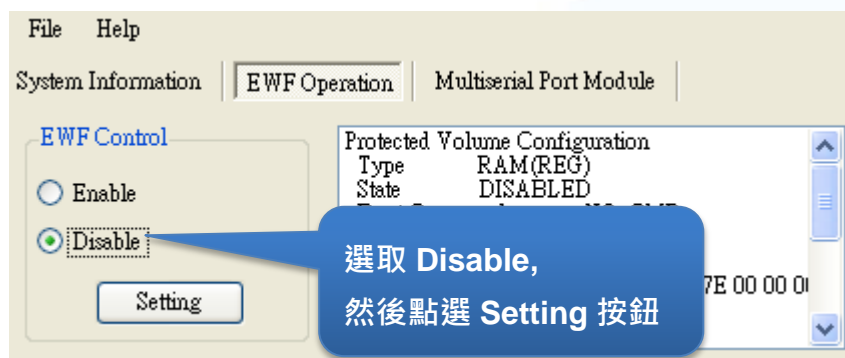 File Help
System Information EWF Operation Multiserial Port Module
EWF Control
Enable
Disable
Setting
Protected Volume Configuration
Type RAM(REG)
State DISABLED
選取 Disable,
然後點選 Setting 按鈕
7E 00 00 0